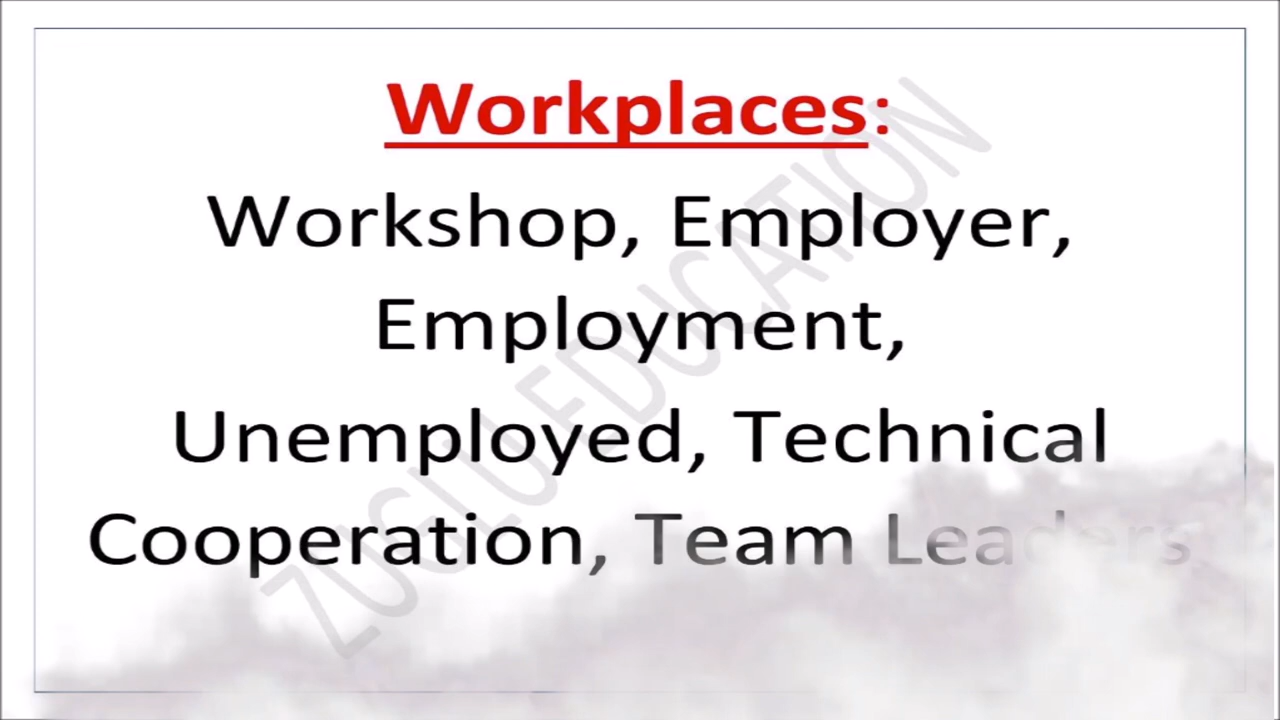 Workplaces:
Workshop, Employer,
Employment,
Unemployed, Technical
Cooperation, Team Leaders